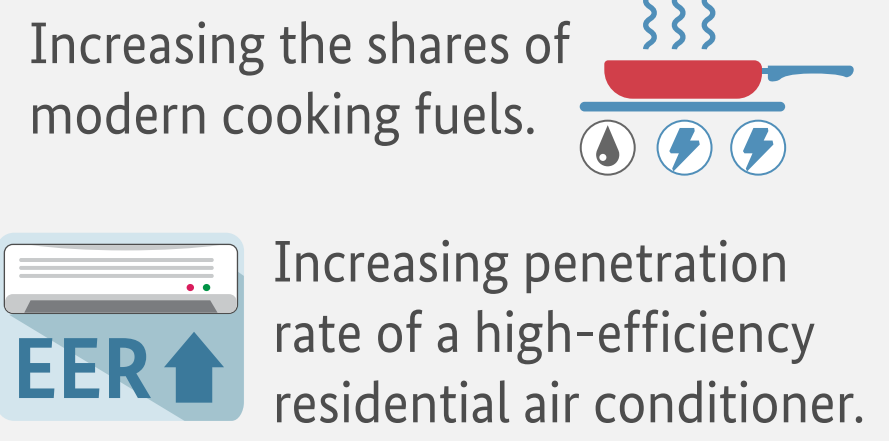 Increasing the shares of
modern cooking fuels.
EER
Increasing penetration
rate of a high-efficiency
residential air conditioner.